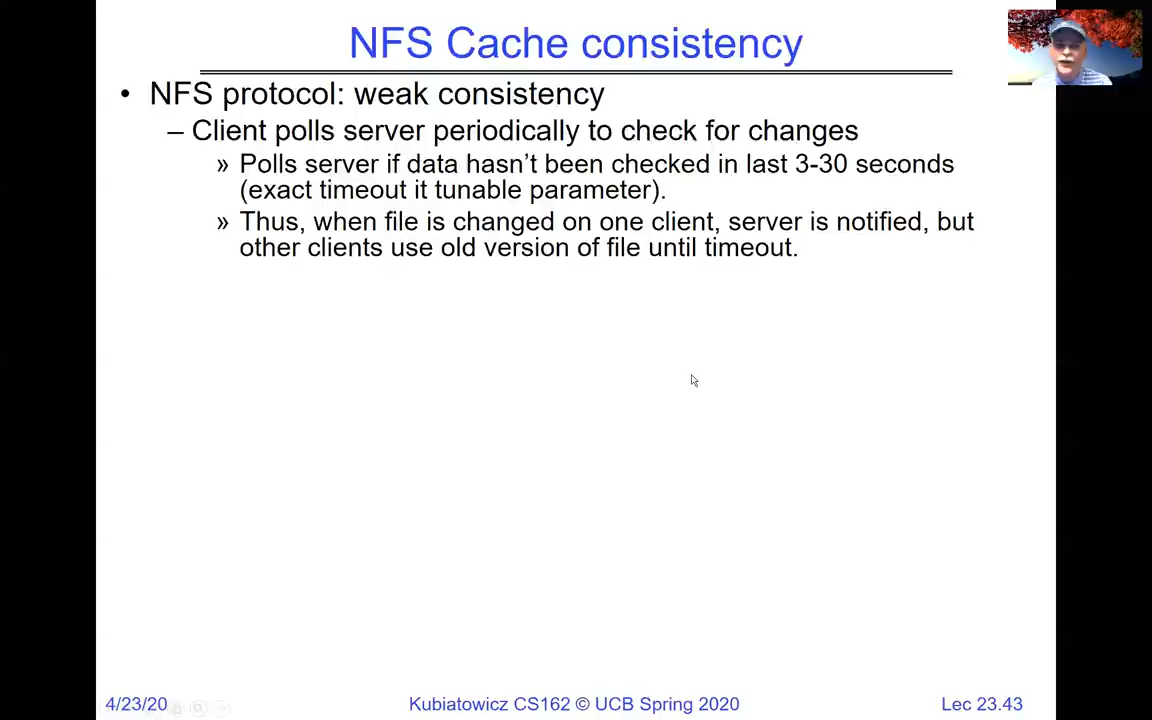 NFS Cache consistency
• NFS protocol: weak consistency
– Client polls server periodically to check for changes
» Polls server if data hasn’t been checked in last 3-30 seconds
(exact timeout it tunable parameter).
» Thus, when file is changed on one client, server is notified, but
other clients use old version of file until timeout.
4/23/20
Kubiatowicz CS162 © UCB Spring 2020
Lec 23.43